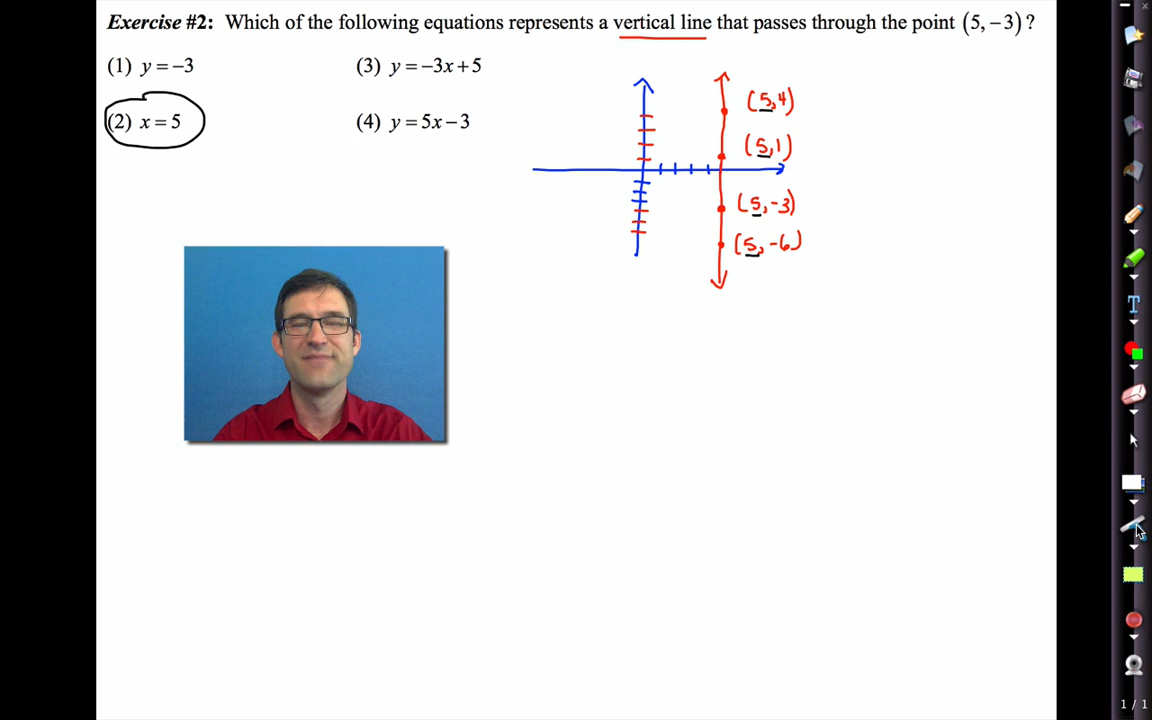 Exercise #2: Which of the following equations represents a vertical line that passes through the point (5, −3)?
(1) y = −3
(3) y = −3x + 5
(2) x = 5
(4) y = 5x − 3
(5,4)
(5,1)
(5,-3)
(5,-6)
T
1 / 1